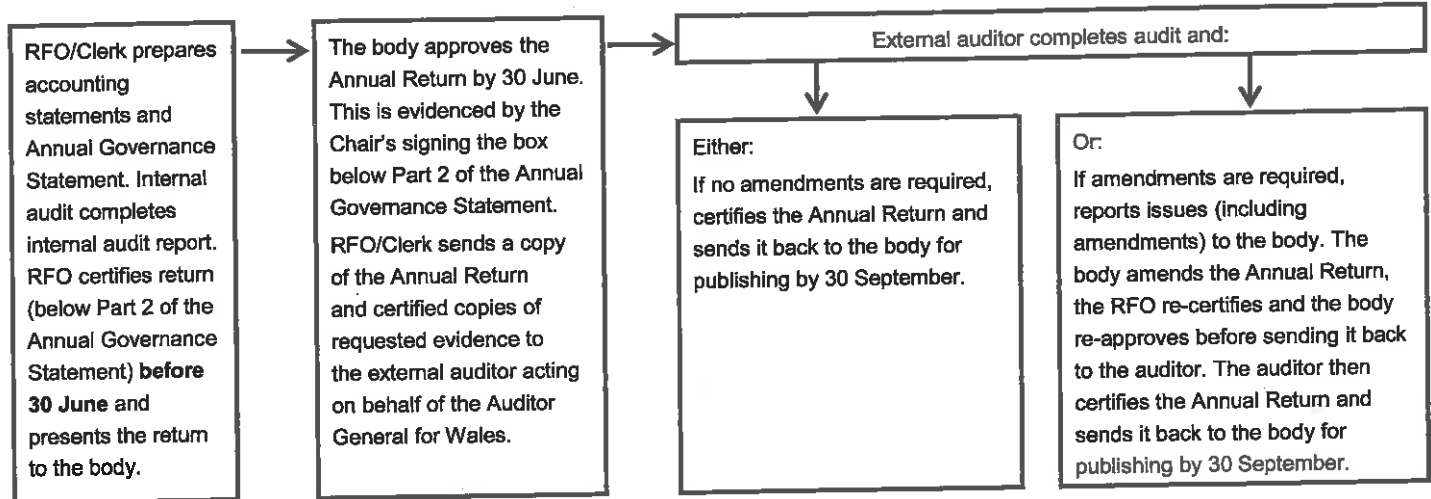 RFO/Clerk prepares
accounting
statements and
Annual Governance
Statement. Internal
audit completes
internal audit report.
RFO certifies return
(below Part 2 of the
Annual Governance
Statement) before
30 June and
presents the return
to the body.
The body approves the
Annual Return by 30 June.
This is evidenced by the
Chair's signing the box
below Part 2 of the Annual
Governance Statement.
RFO/Clerk sends a copy
of the Annual Return
and certified copies of
requested evidence to
the external auditor acting
on behalf of the Auditor
General for Wales.
External auditor completes audit and:
Either:
If no amendments are required,
certifies the Annual Return and
sends it back to the body for
publishing by 30 September.
Or:
If amendments are required,
reports issues (including
amendments) to the body. The
body amends the Annual Return,
the RFO re-certifies and the body
re-approves before sending it back
to the auditor. The auditor then
certifies the Annual Return and
sends it back to the body for
publishing by 30 September.